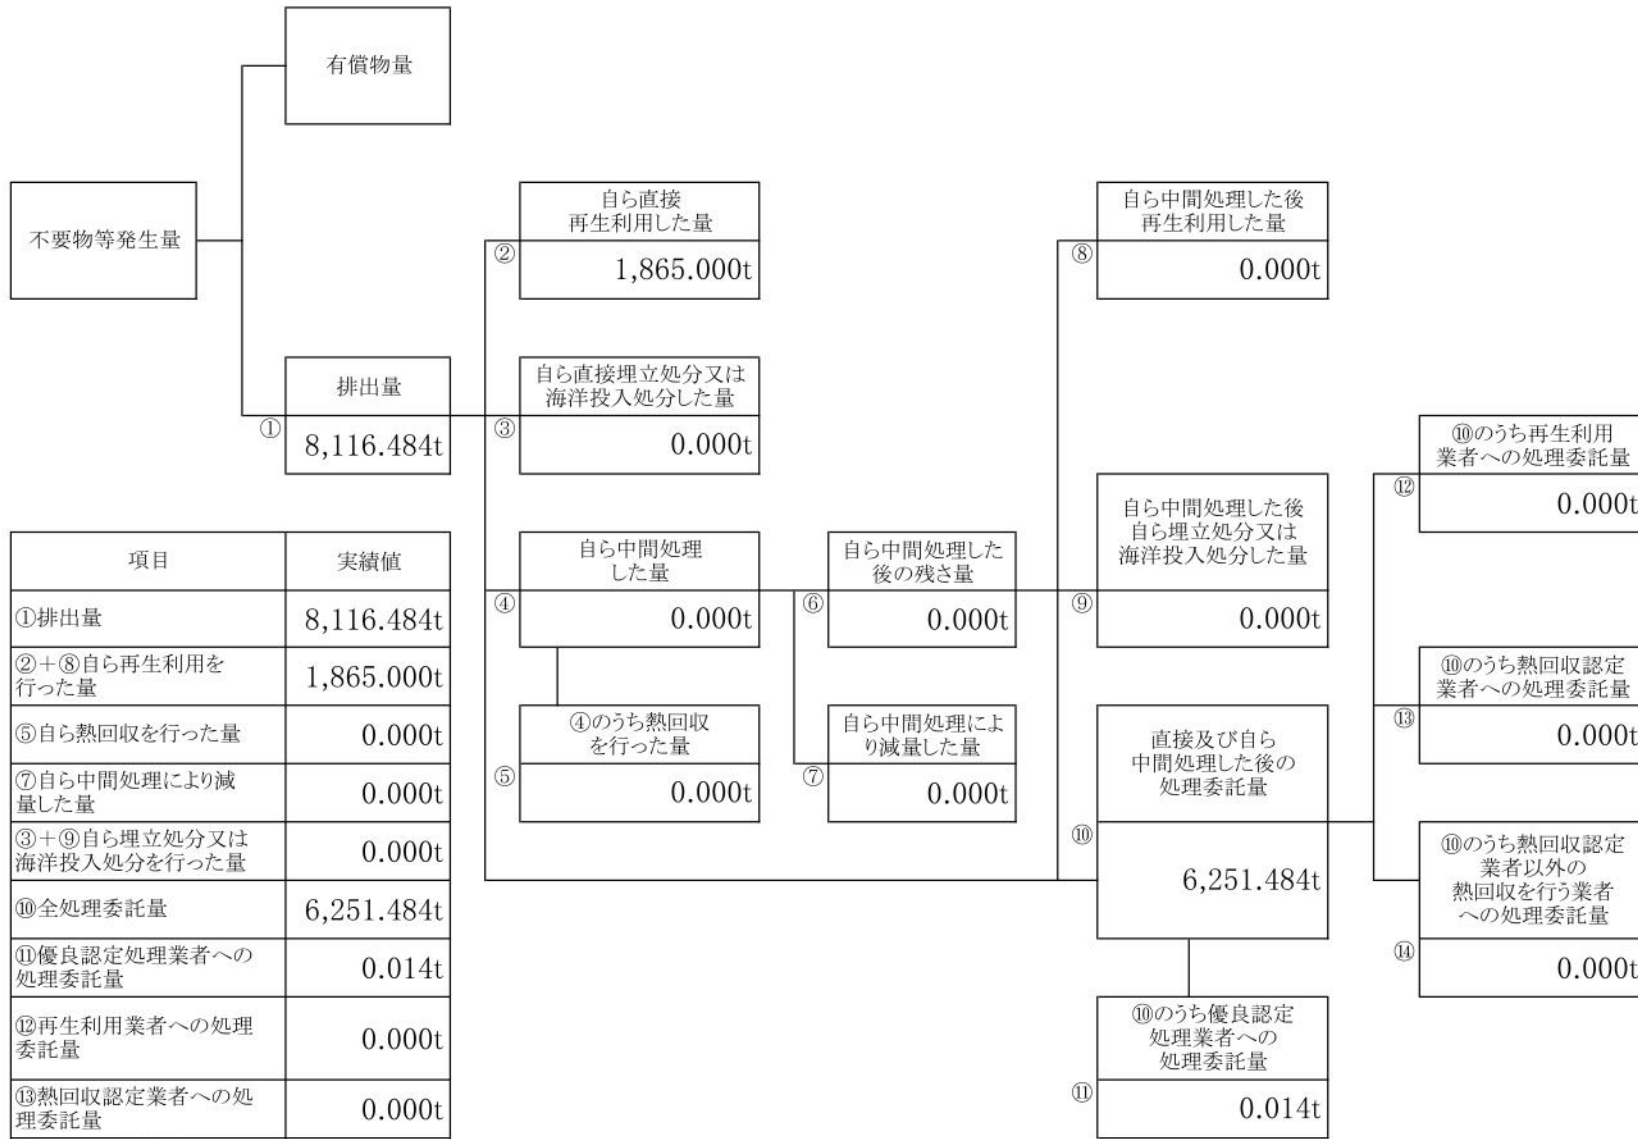 有償物量
不要物等発生量
自ら直接
再生利用した量
②
1,865.000t
自ら中間処理した後
再生利用した量
⑧
0.000t
排出量
①
8,116.484t
自ら直接埋立処分又は
海洋投入処分した量
③
0.000t
⑩のうち再生利用
業者への処理委託量
⑫
0.000t
自ら中間処理
した量
④
0.000t
自ら中間処理した
後の残さ量
⑥
0.000t
自ら中間処理した後
自ら埋立処分又は
海洋投入処分した量
⑨
0.000t
⑩のうち熱回収認定
業者への処理委託量
⑬
0.000t
④のうち熱回収
を行った量
⑤
0.000t
自ら中間処理によ
り減量した量
⑦
0.000t
直接及び自ら
中間処理した後の
処理委託量
⑩
6,251.484t
⑩のうち熱回収認定
業者以外の
熱回収を行う業者
への処理委託量
⑭
0.000t
⑩のうち優良認定
処理業者への
処理委託量
⑪
0.014t
項目 実績値
①排出量 8,116.484t
②+⑧自ら再生利用を
行った量 1,865.000t
⑤自ら熱回収を行った量 0.000t
⑦自ら中間処理により減
量した量 0.000t
③+⑨自ら埋立処分又は
海洋投入処分を行った量 0.000t
⑩全処理委託量 6,251.484t
⑪優良認定処理業者への
処理委託量 0.014t
⑫再生利用業者への処理
委託量 0.000t
⑬熱回収認定業者への処
理委託量 0.000t